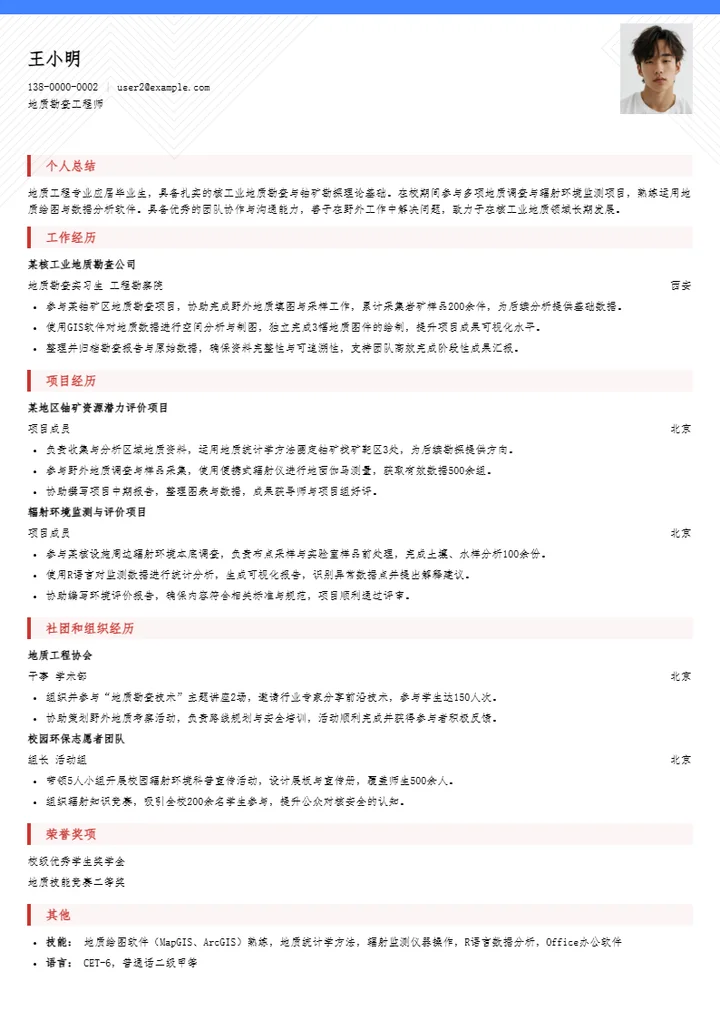 王小明
138-0000-0002 | user2@example.com
地质勘查工程师
个人总结
地质工程专业应届毕业生，具备扎实的核工业地质勘查与铀矿勘探理论基础。在校期间参与多项地质调查与辐射环境监测项目，熟练运用地
质绘图与数据分析软件。具备优秀的团队协作与沟通能力，善于在野外工作中解决问题，致力于在核工业地质领域长期发展。
工作经历
某核工业地质勘查公司
地质勘查实习生 工程勘察院 西安
• 参与某铀矿区地质勘查项目，协助完成野外地质填图与采样工作，累计采集岩矿样品200余件，为后续分析提供基础数据。
• 使用GIS软件对地质数据进行空间分析与制图，独立完成3幅地质图件的绘制，提升项目成果可视化水平。
• 整理并归档勘查报告与原始数据，确保资料完整性与可追溯性，支持团队高效完成阶段性成果汇报。
项目经历
某地区铀矿资源潜力评价项目
项目成员 北京
• 负责收集与分析区域地质资料，运用地质统计学方法圈定铀矿找矿靶区3处，为后续勘探提供方向。
• 参与野外地质调查与样品采集，使用便携式辐射仪进行地面伽马测量，获取有效数据500余组。
• 协助撰写项目中期报告，整理图表与数据，成果获导师与项目组好评。
辐射环境监测与评价项目
项目成员 北京
• 参与某核设施周边辐射环境本底调查，负责布点采样与实验室样品前处理，完成土壤、水样分析100余份。
• 使用R语言对监测数据进行统计分析，生成可视化报告，识别异常数据点并提出解释建议。
• 协助编写环境评价报告，确保内容符合相关标准与规范，项目顺利通过评审。
社团和组织经历
地质工程协会
干事 学术部 北京
• 组织并参与“地质勘查技术”主题讲座2场，邀请行业专家分享前沿技术，参与学生达150人次。
• 协助策划野外地质考察活动，负责路线规划与安全培训，活动顺利完成并获得参与者积极反馈。
校园环保志愿者团队
组长 活动组 北京
• 带领5人小组开展校园辐射环境科普宣传活动，设计展板与宣传册，覆盖师生500余人。
• 组织辐射知识竞赛，吸引全校200余名学生参与，提升公众对核安全的认知。
荣誉奖项
校级优秀学生奖学金
地质技能竞赛二等奖
其他
• 技能： 地质绘图软件（MapGIS、ArcGIS）熟练，地质统计学方法，辐射监测仪器操作，R语言数据分析，Office办公软件
• 语言： CET-6，普通话二级甲等